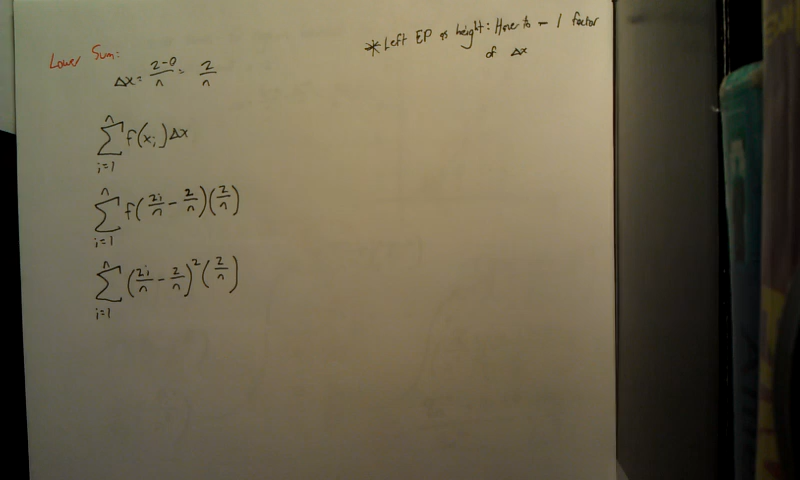 Lower Sum:
Δx = 2-0/n = 2/n
*Left EP as height: Have to - 1 factor
of Δx
n Σ i=1 f(xᵢ)Δx
n Σ i=1 f(2i/n - 2/n)(2/n)
n Σ i=1 (2i/n - 2/n)²(2/n)